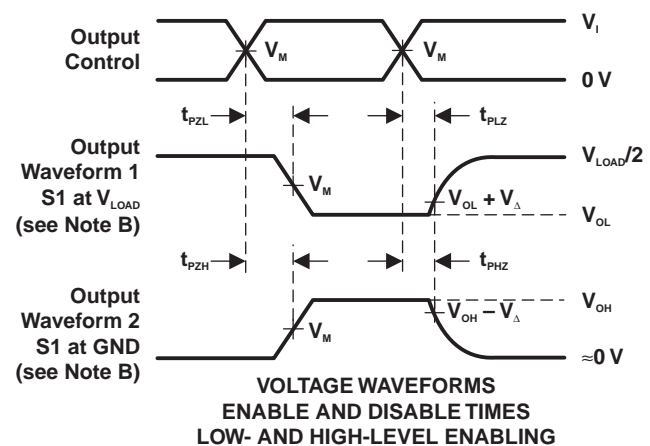 Output
Control
V_M
V_M
V_I
0 V
t_PZL
t_PLZ
Output
Waveform 1
S1 at V_LOAD
(see Note B)
V_M
V_OL + V_Δ
V_LOAD/2
V_OL
t_PZH
t_PHZ
Output
Waveform 2
S1 at GND
(see Note B)
V_M
V_OH – V_Δ
V_OH
≈0 V
VOLTAGE WAVEFORMS
ENABLE AND DISABLE TIMES
LOW- AND HIGH-LEVEL ENABLING